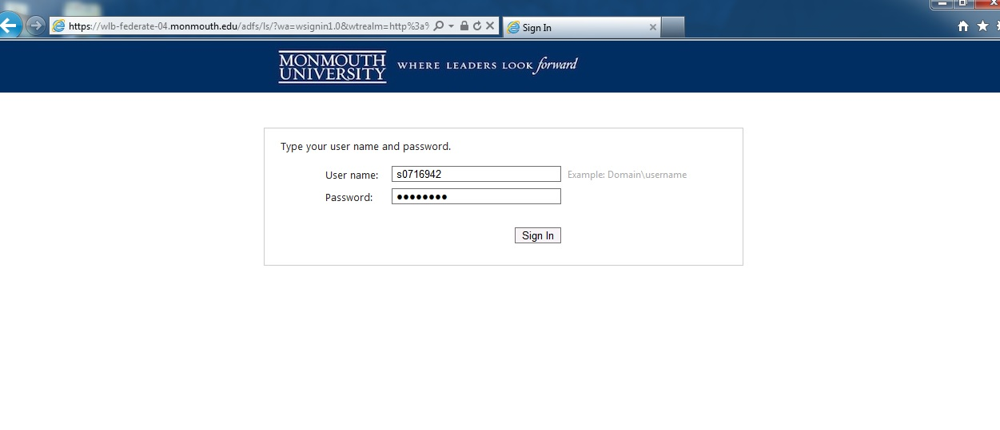 https://wlb-federate-04.monmouth.edu/adfs/ls/?wa=wsignin1.0&wtrealm=http%3a%
Sign In
MONMOUTH
UNIVERSITY
WHERE LEADERS LOOK forward
Type your user name and password.
User name: s0716942 Example: Domain\username
Password: ●●●●●●●●
Sign In